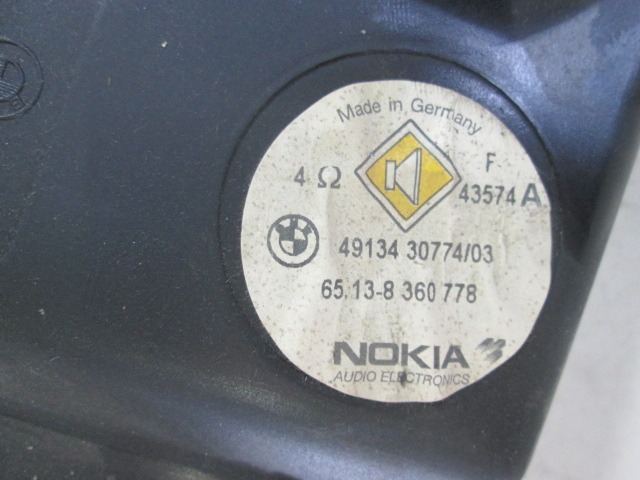 Made in Germany
4 Ω
F
43574 A
49134 30774/03
65.13-8 360 778
NOKIA
AUDIO ELECTRONICS